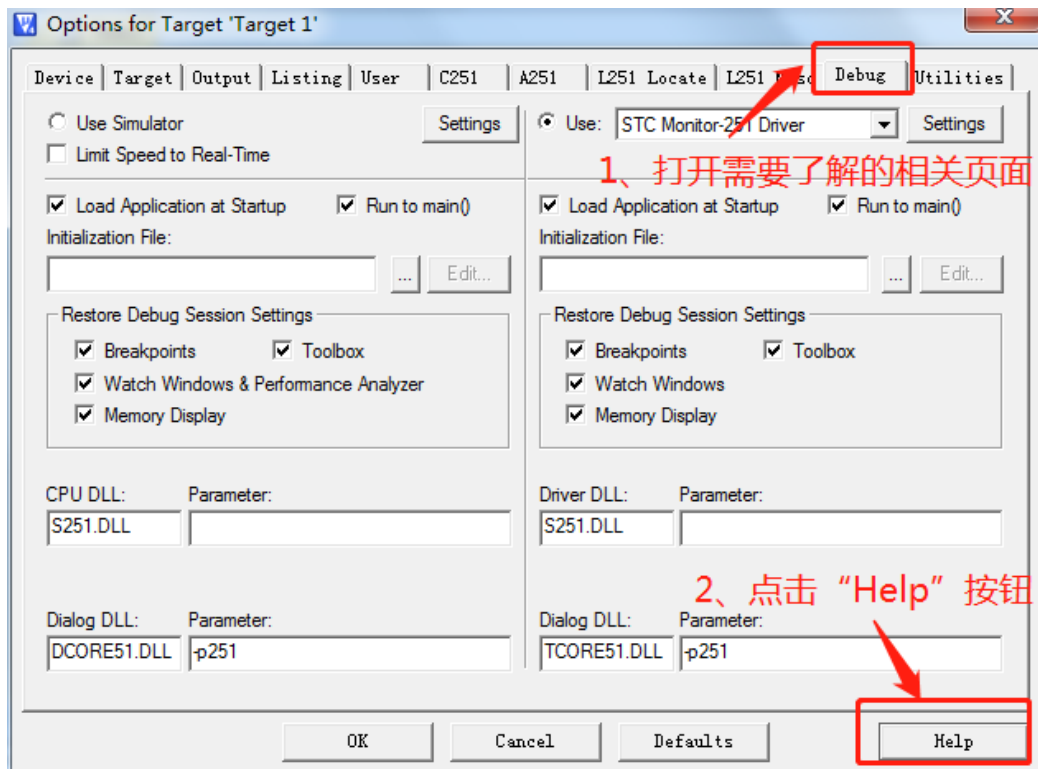 Options for Target 'Target 1'
X
Device Target Output Listing User C251 A251 L251 Locate L251 Misc Debug Utilities
Use Simulator Settings Use: STC Monitor-251 Driver Settings
Limit Speed to Real-Time
1、打开需要了解的相关页面
Load Application at Startup Run to main() Load Application at Startup Run to main()
Initialization File: Initialization File:
... Edit... ... Edit...
Restore Debug Session Settings Restore Debug Session Settings
Breakpoints Toolbox Breakpoints Toolbox
Watch Windows & Performance Analyzer Watch Windows
Memory Display Memory Display
CPU DLL: Parameter: Driver DLL: Parameter:
S251.DLL S251.DLL
2、点击“Help”按钮
Dialog DLL: Parameter: Dialog DLL: Parameter:
DCORE51.DLL -p251 TCORE51.DLL -p251
OK Cancel Defaults Help